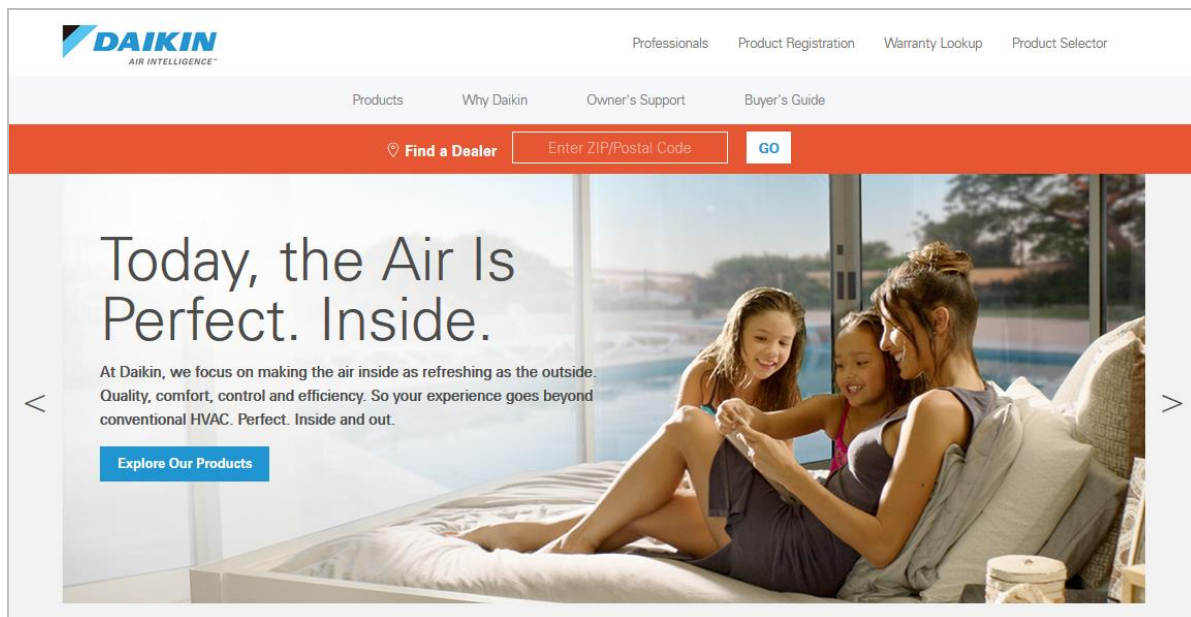 DAIKIN
AIR INTELLIGENCE™
Professionals Product Registration Warranty Lookup Product Selector
Products Why Daikin Owner's Support Buyer's Guide
Find a Dealer Enter ZIP/Postal Code GO
Today, the Air Is
Perfect. Inside.
At Daikin, we focus on making the air inside as refreshing as the outside.
Quality, comfort, control and efficiency. So your experience goes beyond
conventional HVAC. Perfect. Inside and out.
< >
Explore Our Products